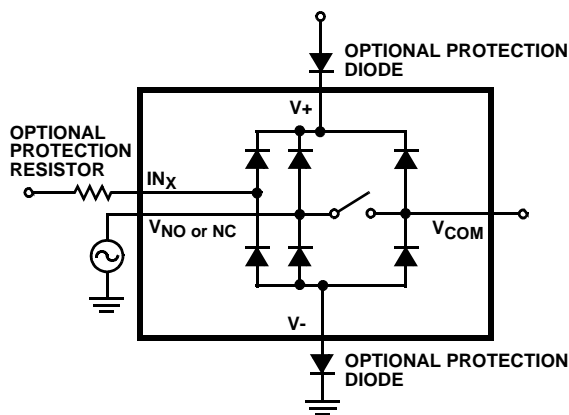 OPTIONAL PROTECTION
DIODE
V+
OPTIONAL
PROTECTION
RESISTOR
INX
VNO or NC
VCOM
V-
OPTIONAL PROTECTION
DIODE